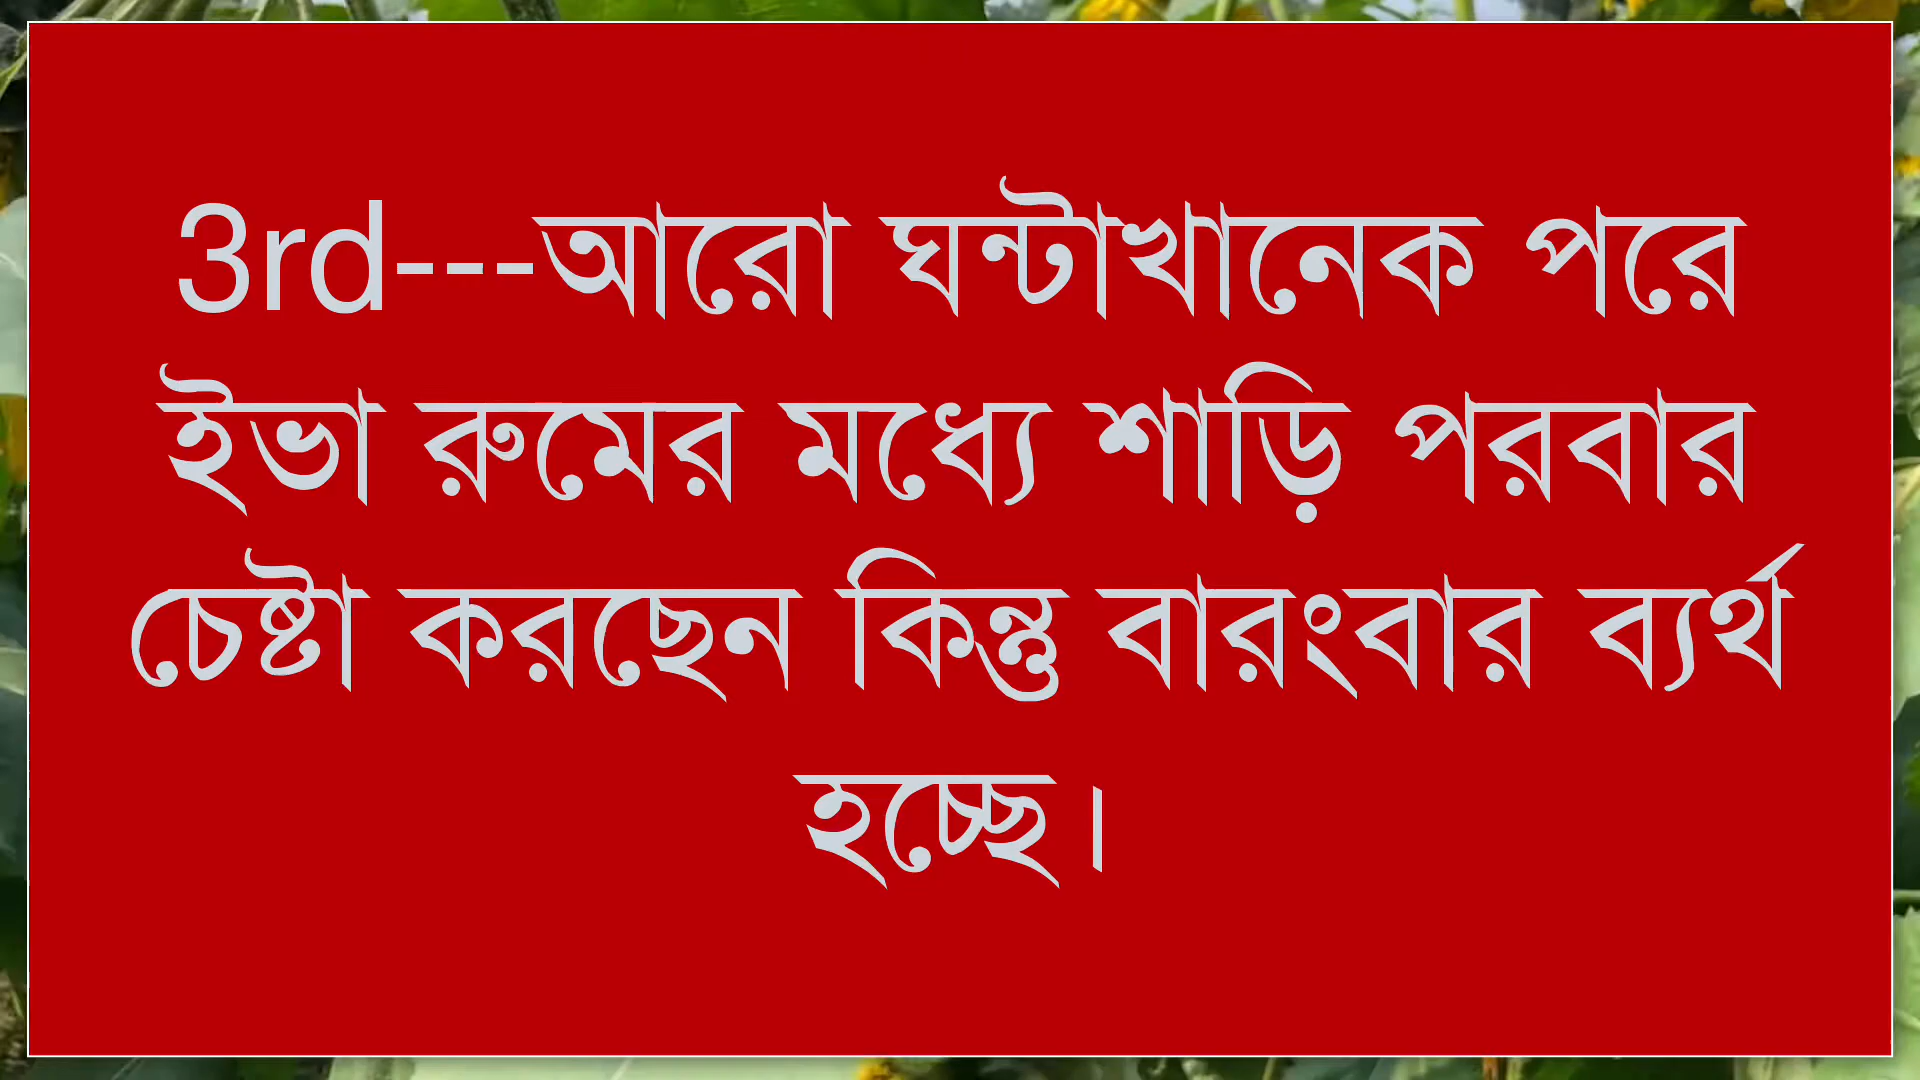 3rd---আরো ঘন্টাখানেক পরে
ইভা রুমের মধ্যে শাড়ি পরবার
চেষ্টা করছেন কিন্তু বারংবার ব্যর্থ
হচ্ছে।